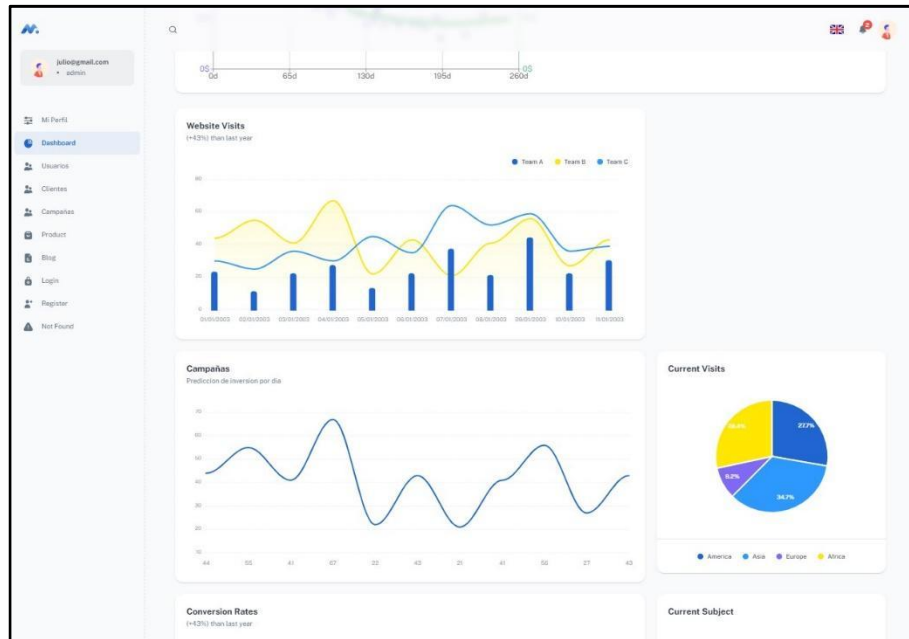 julio@gmail.com
2
admin
Mi Perfil
Dashboard
Usuarios
Clientes
Campañas
Product
Blog
Login
Register
Not Found
0$ 0$
0d 65d 130d 195d 260d
Website Visits
(+43%) than last year
Team A Team B Team C
80
60
40
20
0
01/01/2003 02/01/2003 03/01/2003 04/01/2003 05/01/2003 06/01/2003 07/01/2003 08/01/2003 09/01/2003 10/01/2003 11/01/2003
Campañas
Prediccion de inversion por dia
70
60
50
40
30
20
10
44 55 41 67 22 43 21 41 56 27 43
Current Visits
27.7%
34.7%
9.2%
America Asia Europe Africa
Conversion Rates
(+43%) than last year
Current Subject